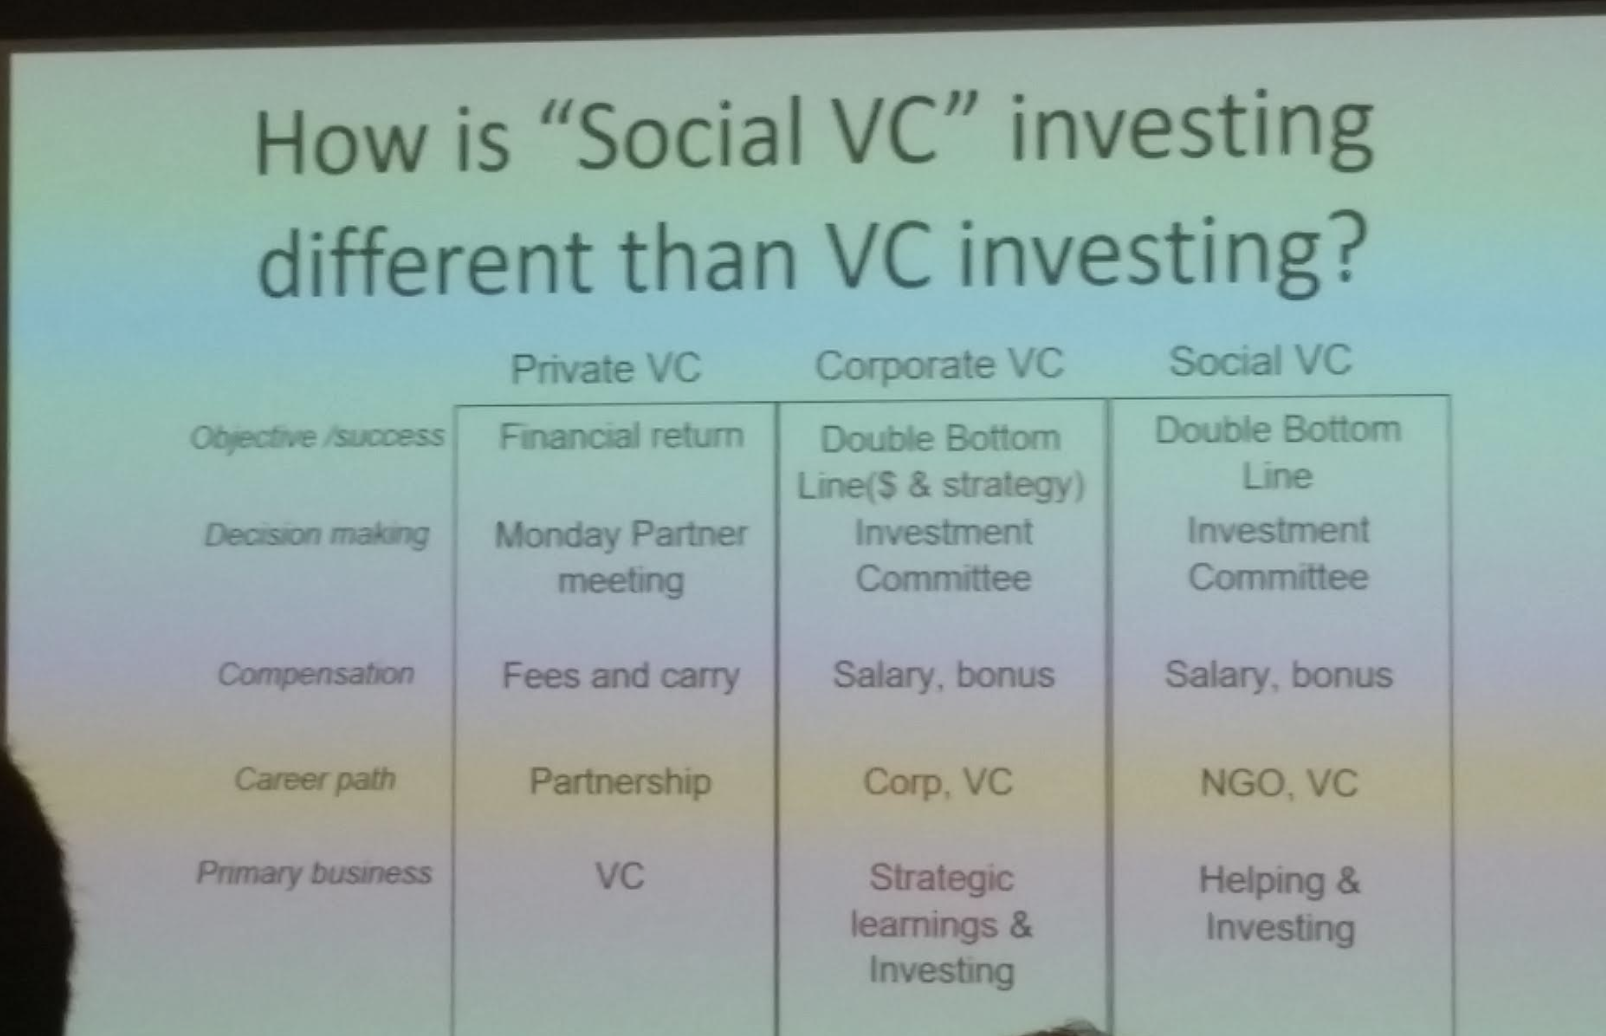 How is “Social VC” investing
different than VC investing?
Private VC Corporate VC Social VC
Objective /success Financial return Double Bottom Double Bottom
Line($ & strategy) Line
Decision making Monday Partner Investment Investment
meeting Committee Committee
Compensation Fees and carry Salary, bonus Salary, bonus
Career path Partnership Corp, VC NGO, VC
Primary business VC Strategic Helping &
learnings & Investing
Investing